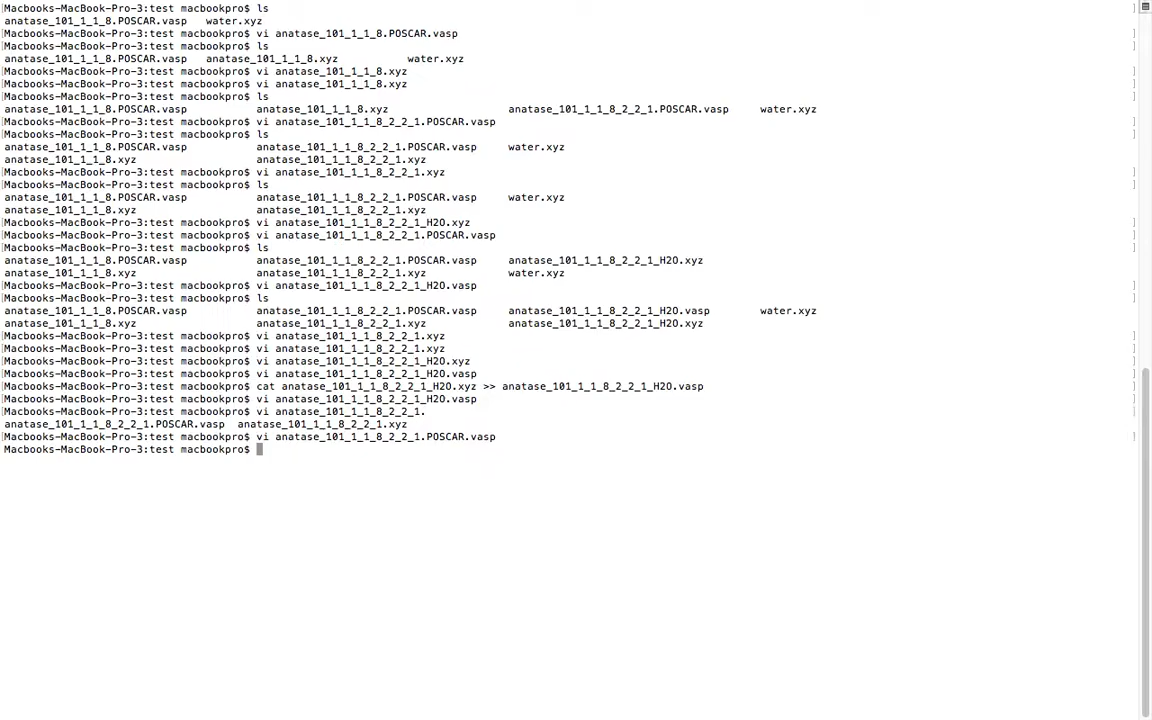 Macbooks-MacBook-Pro-3:test macbookpro$ ls
anatase_101_1_1_8.POSCAR.vasp   water.xyz
Macbooks-MacBook-Pro-3:test macbookpro$ vi anatase_101_1_1_8.POSCAR.vasp
Macbooks-MacBook-Pro-3:test macbookpro$ ls
anatase_101_1_1_8.POSCAR.vasp   anatase_101_1_1_8.xyz           water.xyz
Macbooks-MacBook-Pro-3:test macbookpro$ vi anatase_101_1_1_8.xyz
Macbooks-MacBook-Pro-3:test macbookpro$ vi anatase_101_1_1_8.xyz
Macbooks-MacBook-Pro-3:test macbookpro$ ls
anatase_101_1_1_8.POSCAR.vasp           anatase_101_1_1_8.xyz                   anatase_101_1_1_8_2_2_1.POSCAR.vasp     water.xyz
Macbooks-MacBook-Pro-3:test macbookpro$ vi anatase_101_1_1_8_2_2_1.POSCAR.vasp
Macbooks-MacBook-Pro-3:test macbookpro$ ls
anatase_101_1_1_8.POSCAR.vasp           anatase_101_1_1_8_2_2_1.POSCAR.vasp     water.xyz
anatase_101_1_1_8.xyz                   anatase_101_1_1_8_2_2_1.xyz
Macbooks-MacBook-Pro-3:test macbookpro$ vi anatase_101_1_1_8_2_2_1.xyz
Macbooks-MacBook-Pro-3:test macbookpro$ ls
anatase_101_1_1_8.POSCAR.vasp           anatase_101_1_1_8_2_2_1.POSCAR.vasp     water.xyz
anatase_101_1_1_8.xyz                   anatase_101_1_1_8_2_2_1.xyz
Macbooks-MacBook-Pro-3:test macbookpro$ vi anatase_101_1_1_8_2_2_1_H2O.xyz
Macbooks-MacBook-Pro-3:test macbookpro$ vi anatase_101_1_1_8_2_2_1.POSCAR.vasp
Macbooks-MacBook-Pro-3:test macbookpro$ ls
anatase_101_1_1_8.POSCAR.vasp           anatase_101_1_1_8_2_2_1.POSCAR.vasp     anatase_101_1_1_8_2_2_1_H2O.xyz
anatase_101_1_1_8.xyz                   anatase_101_1_1_8_2_2_1.xyz             water.xyz
Macbooks-MacBook-Pro-3:test macbookpro$ vi anatase_101_1_1_8_2_2_1_H2O.vasp
Macbooks-MacBook-Pro-3:test macbookpro$ ls
anatase_101_1_1_8.POSCAR.vasp           anatase_101_1_1_8_2_2_1.POSCAR.vasp     anatase_101_1_1_8_2_2_1_H2O.vasp        water.xyz
anatase_101_1_1_8.xyz                   anatase_101_1_1_8_2_2_1.xyz             anatase_101_1_1_8_2_2_1_H2O.xyz
Macbooks-MacBook-Pro-3:test macbookpro$ vi anatase_101_1_1_8_2_2_1.xyz
Macbooks-MacBook-Pro-3:test macbookpro$ vi anatase_101_1_1_8_2_2_1.xyz
Macbooks-MacBook-Pro-3:test macbookpro$ vi anatase_101_1_1_8_2_2_1_H2O.xyz
Macbooks-MacBook-Pro-3:test macbookpro$ vi anatase_101_1_1_8_2_2_1_H2O.vasp
Macbooks-MacBook-Pro-3:test macbookpro$ cat anatase_101_1_1_8_2_2_1_H2O.xyz >> anatase_101_1_1_8_2_2_1_H2O.vasp
Macbooks-MacBook-Pro-3:test macbookpro$ vi anatase_101_1_1_8_2_2_1_H2O.vasp
Macbooks-MacBook-Pro-3:test macbookpro$ vi anatase_101_1_1_8_2_2_1.
anatase_101_1_1_8_2_2_1.POSCAR.vasp  anatase_101_1_1_8_2_2_1.xyz
Macbooks-MacBook-Pro-3:test macbookpro$ vi anatase_101_1_1_8_2_2_1.POSCAR.vasp
Macbooks-MacBook-Pro-3:test macbookpro$